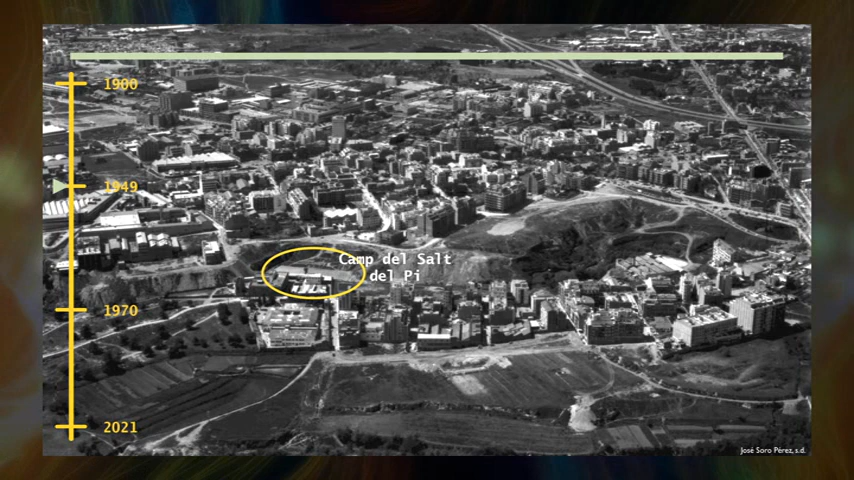 1900
1949
Camp del Salt
del Pi
1970
2021
José Soro Pérez, s.d.